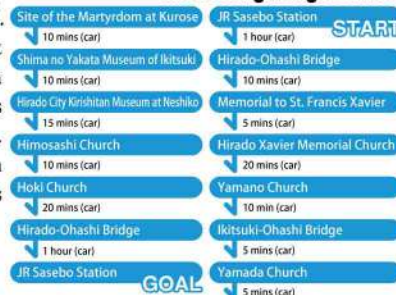 JR Sasebo Station
START
1 hour (car)
Hirado-Ohashi Bridge
10 mins (car)
Memorial to St. Francis Xavier
5 mins (car)
Hirado Xavier Memorial Church
20 mins (car)
Yamano Church
10 min (car)
Ikitsuki-Ohashi Bridge
5 mins (car)
Yamada Church
5 mins (car)
Site of the Martyrdom at Kurose
10 mins (car)
Shima no Yakata Museum of Ikitsuki
10 mins (car)
Hirado City Kirishitan Museum at Neshiko
15 mins (car)
Himosashi Church
10 mins (car)
Hoki Church
20 mins (car)
Hirado-Ohashi Bridge
1 hour (car)
JR Sasebo Station
GOAL